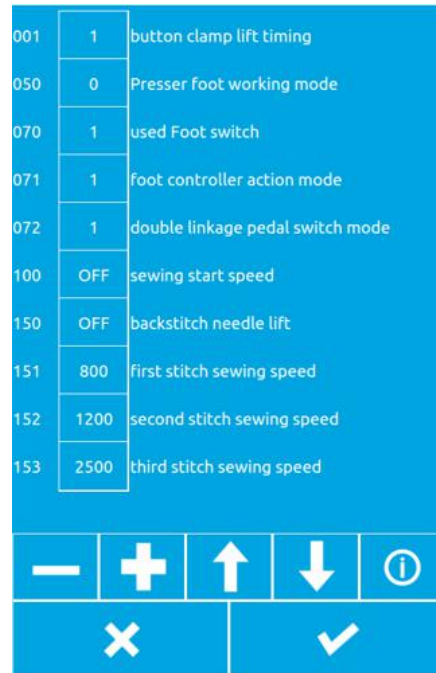 001 1 button clamp lift timing
050 0 Presser foot working mode
070 1 used Foot switch
071 1 foot controller action mode
072 1 double linkage pedal switch mode
100 OFF sewing start speed
150 OFF backstitch needle lift
151 800 first stitch sewing speed
152 1200 second stitch sewing speed
153 2500 third stitch sewing speed